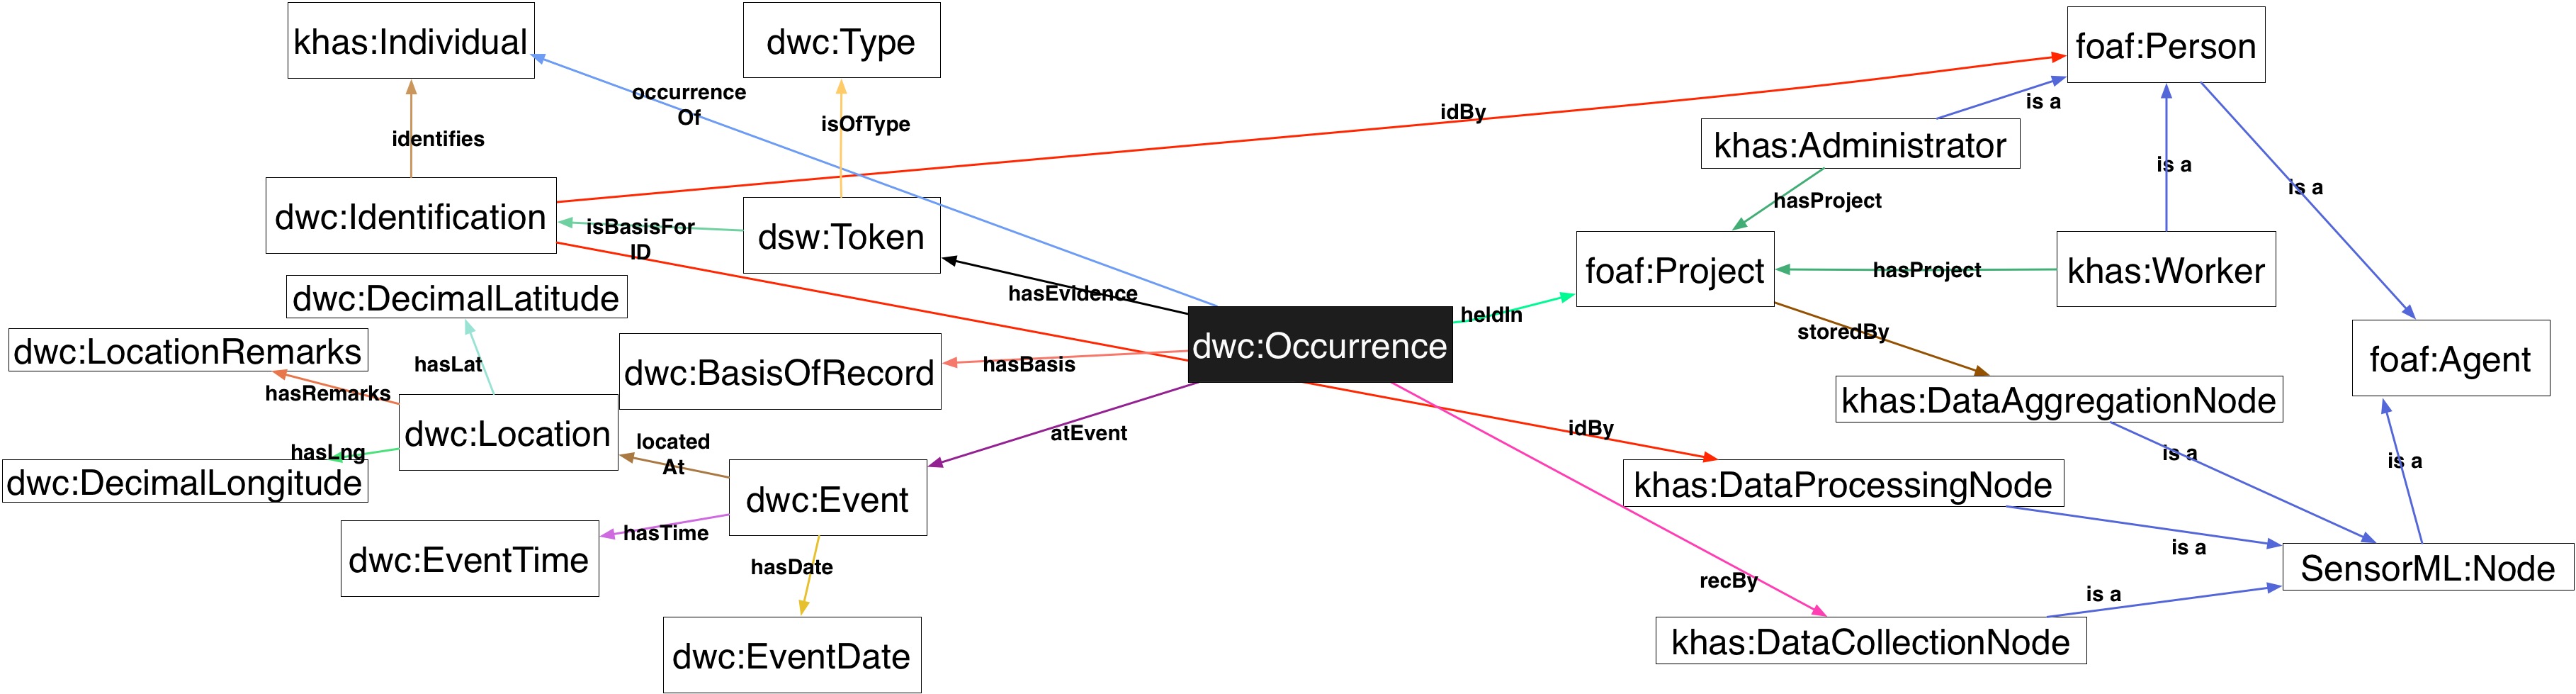 khas:Individual
dwc:Type
foaf:Person
occurrence
Of
idBy
is a
isOfType
identifies
khas:Administrator
is a
is a
hasProject
dwc:Identification
isBasisFor
ID
dsw:Token
foaf:Project
hasProject
khas:Worker
hasEvidence
dwc:DecimalLatitude
heldIn
storedBy
dwc:LocationRemarks
hasLat
dwc:BasisOfRecord
hasBasis
dwc:Occurrence
foaf:Agent
hasRemarks
khas:DataAggregationNode
dwc:Location
located
At
atEvent
idBy
hasLng
is a
is a
dwc:DecimalLongitude
dwc:Event
khas:DataProcessingNode
hasTime
is a
dwc:EventTime
hasDate
recBy
SensorML:Node
is a
dwc:EventDate
khas:DataCollectionNode